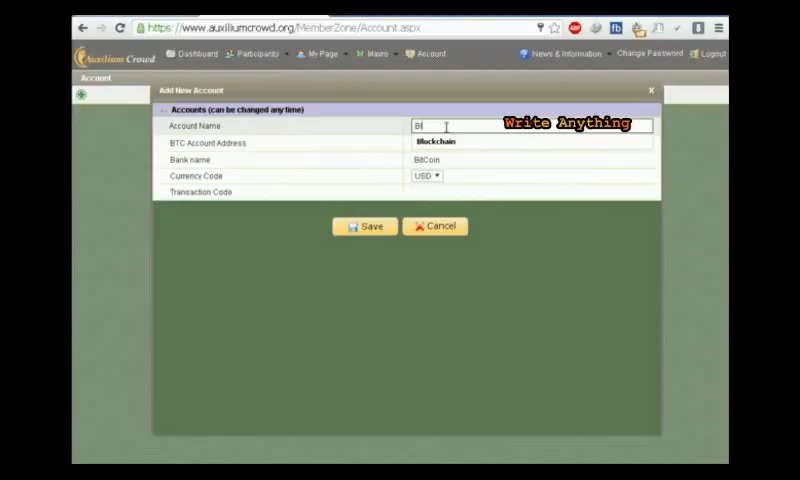 https://www.auxiliumcrowd.org/MemberZone/Account.aspx
Auxilium Crowd
Dashboard Participants My Page Mavro Account News & Information Change Password Logout
Account
Add New Account X
Accounts (can be changed any time)
Account Name Bl Write Anything
BTC Account Address Blockchain
Bank name BitCoin
Currency Code USD
Transaction Code
Save Cancel